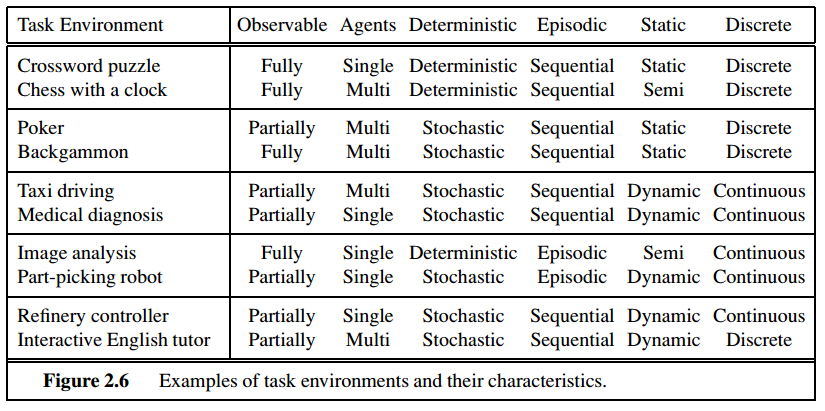 Task Environment Observable Agents Deterministic Episodic Static Discrete
Crossword puzzle Fully Single Deterministic Sequential Static Discrete
Chess with a clock Fully Multi Deterministic Sequential Semi Discrete
Poker Partially Multi Stochastic Sequential Static Discrete
Backgammon Fully Multi Stochastic Sequential Static Discrete
Taxi driving Partially Multi Stochastic Sequential Dynamic Continuous
Medical diagnosis Partially Single Stochastic Sequential Dynamic Continuous
Image analysis Fully Single Deterministic Episodic Semi Continuous
Part-picking robot Partially Single Stochastic Episodic Dynamic Continuous
Refinery controller Partially Single Stochastic Sequential Dynamic Continuous
Interactive English tutor Partially Multi Stochastic Sequential Dynamic Discrete
Figure 2.6 Examples of task environments and their characteristics.